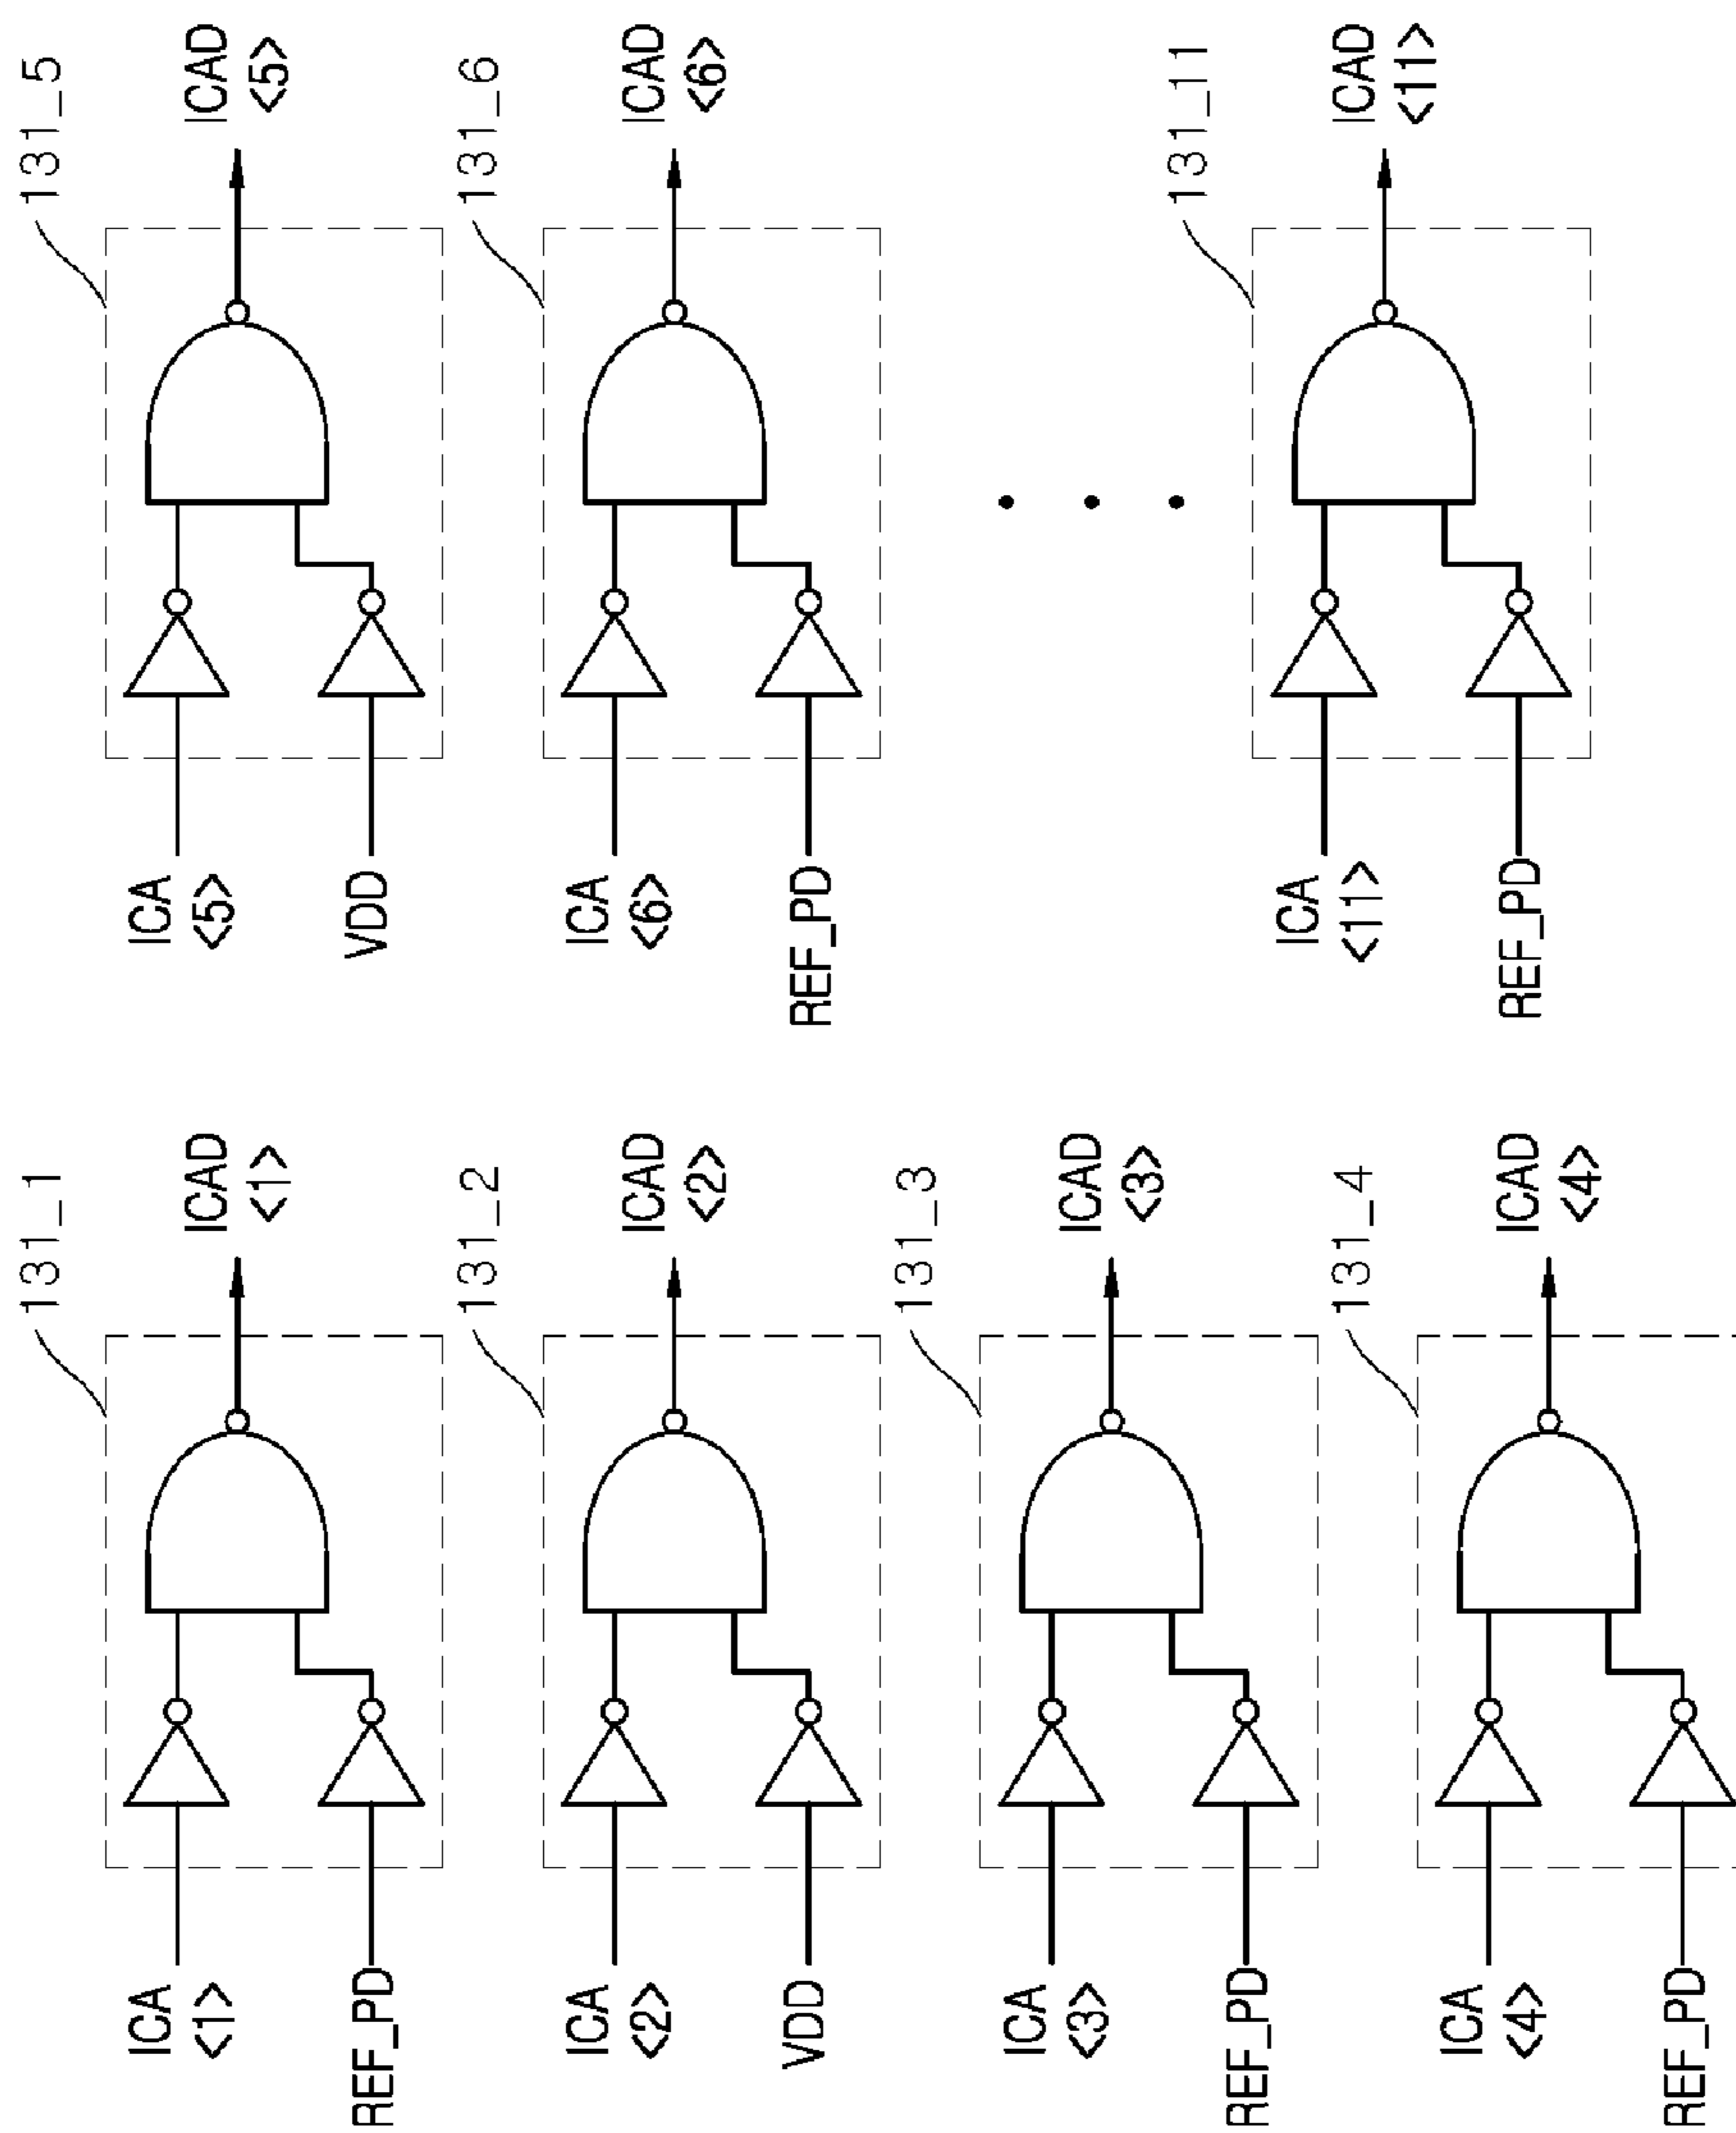 131_1
ICA
<1>
REF_PD
ICAD
<1>
131_2
ICA
<2>
VDD
ICAD
<2>
131_3
ICA
<3>
REF_PD
ICAD
<3>
131_4
ICA
<4>
REF_PD
ICAD
<4>
131_5
ICA
<5>
VDD
ICAD
<5>
131_6
ICA
<6>
REF_PD
ICAD
<6>
131_11
ICA
<11>
REF_PD
ICAD
<11>